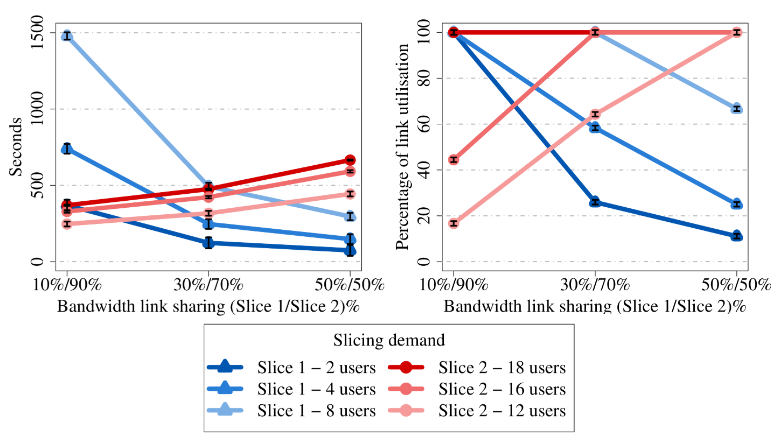 Seconds
0
500
1000
1500
10%/90%
30%/70%
50%/50%
Bandwidth link sharing (Slice 1/Slice 2)%
Percentage of link utilisation
0
20
40
60
80
100
10%/90%
30%/70%
50%/50%
Bandwidth link sharing (Slice 1/Slice 2)%
Slicing demand
Slice 1 − 2 users
Slice 2 − 18 users
Slice 1 − 4 users
Slice 2 − 16 users
Slice 1 − 8 users
Slice 2 − 12 users